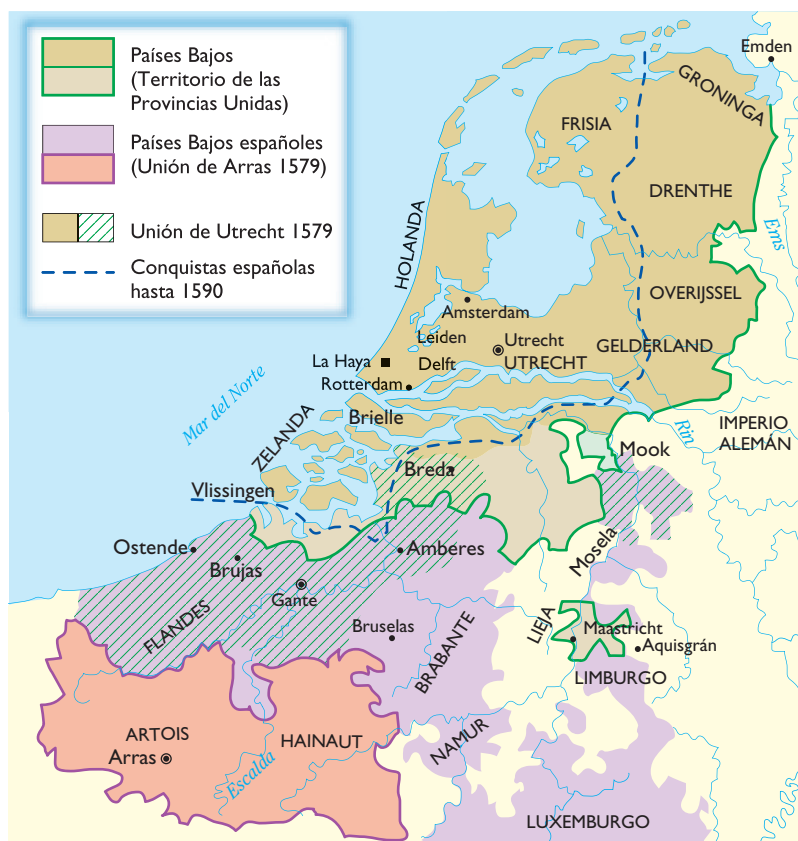 Países Bajos
(Territorio de las
Provincias Unidas)
Países Bajos españoles
(Unión de Arras 1579)
Unión de Utrecht 1579
Conquistas españolas
hasta 1590
Emden
GRONINGA
FRISIA
DRENTHE
Ems
HOLANDA
OVERIJSSEL
Amsterdam
Leiden
Utrecht
UTRECHT
GELDERLAND
La Haya
Delft
Rotterdam
Mar del Norte
Brielle
ZELANDA
Rin
IMPERIO
ALEMÁN
Mook
Breda
Vlissingen
Ostende
Brujas
Amberes
Mosela
Gante
FLANDES
Bruselas
BRABANTE
LIEJA
Maastricht
Aquisgrán
LIMBURGO
ARTOIS
Arras
HAINAUT
NAMUR
Escalda
LUXEMBURGO